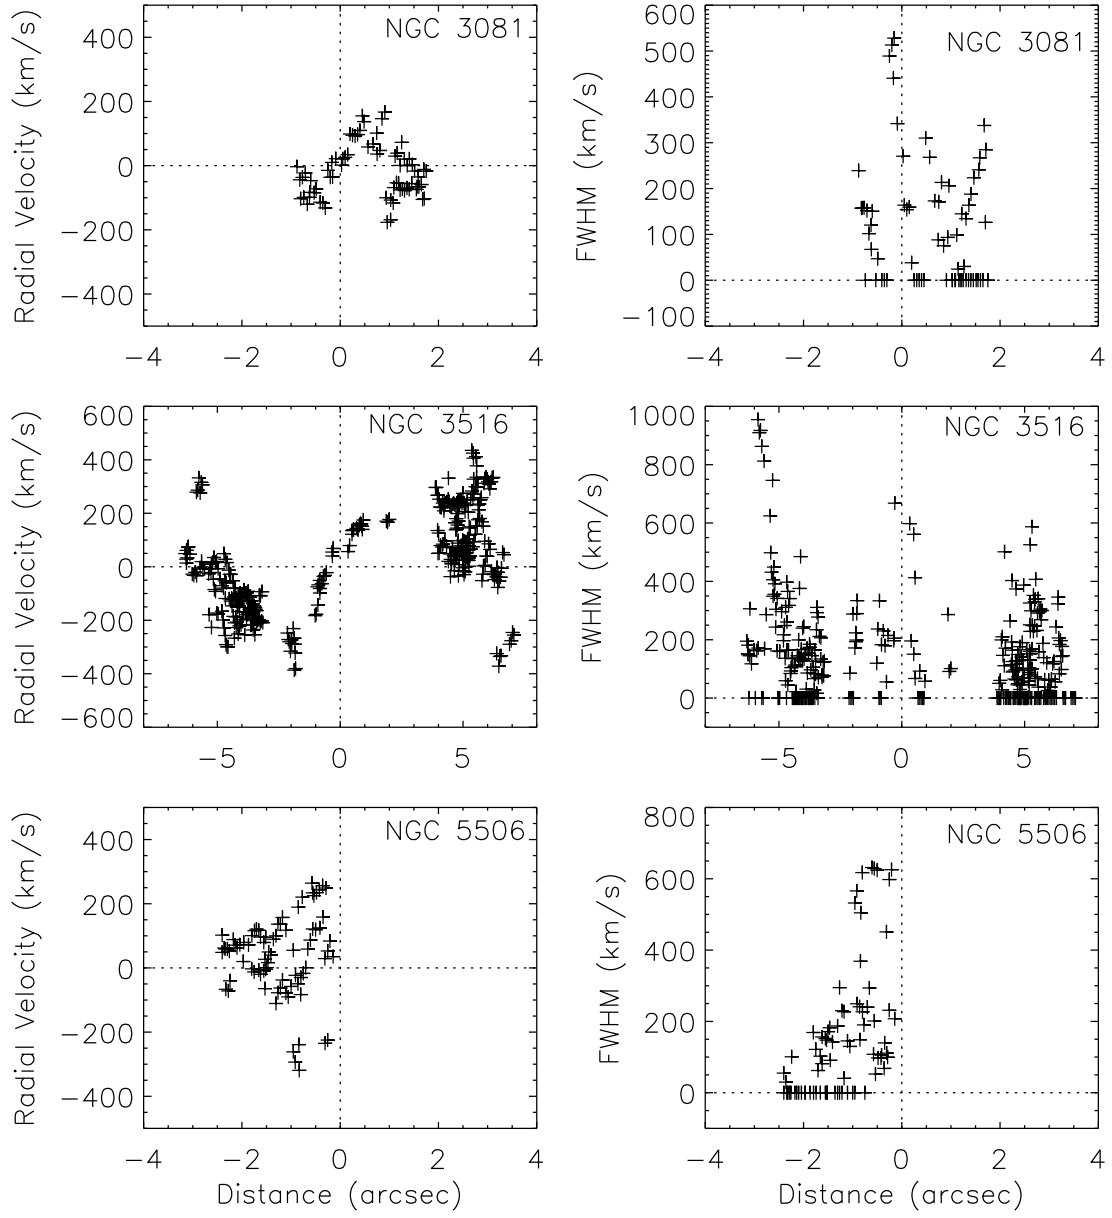 NGC 3081
Radial Velocity (km/s)
400
200
0
−200
−400
−4 −2 0 2 4
NGC 3081
FWHM (km/s)
600
500
400
300
200
100
0
−100
−4 −2 0 2 4
NGC 3516
Radial Velocity (km/s)
600
400
200
0
−200
−400
−600
−5 0 5
NGC 3516
FWHM (km/s)
1000
800
600
400
200
0
−5 0 5
NGC 5506
Radial Velocity (km/s)
400
200
0
−200
−400
−4 −2 0 2 4
Distance (arcsec)
NGC 5506
FWHM (km/s)
800
600
400
200
0
−4 −2 0 2 4
Distance (arcsec)